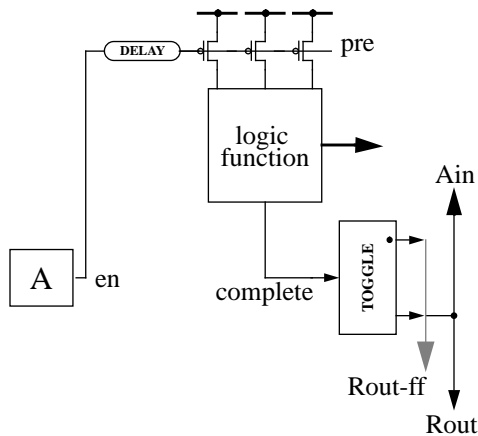 DELAY
pre
logic
function
Ain
A
en
complete
TOGGLE
Rout-ff
Rout